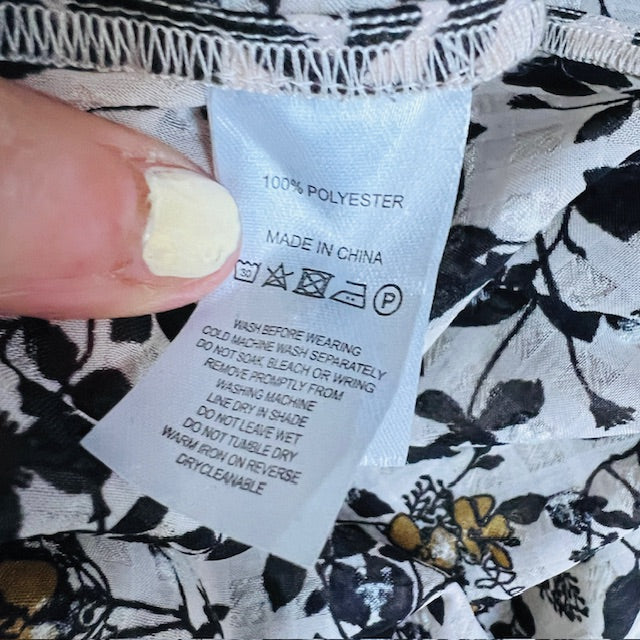 100% POLYESTER
MADE IN CHINA
30 P
WASH BEFORE WEARING
COLD MACHINE WASH SEPARATELY
DO NOT SOAK, BLEACH OR WRING
REMOVE PROMPTLY FROM
WASHING MACHINE
LINE DRY IN SHADE
DO NOT LEAVE WET
DO NOT TUMBLE DRY
WARM IRON ON REVERSE
DRYCLEANABLE